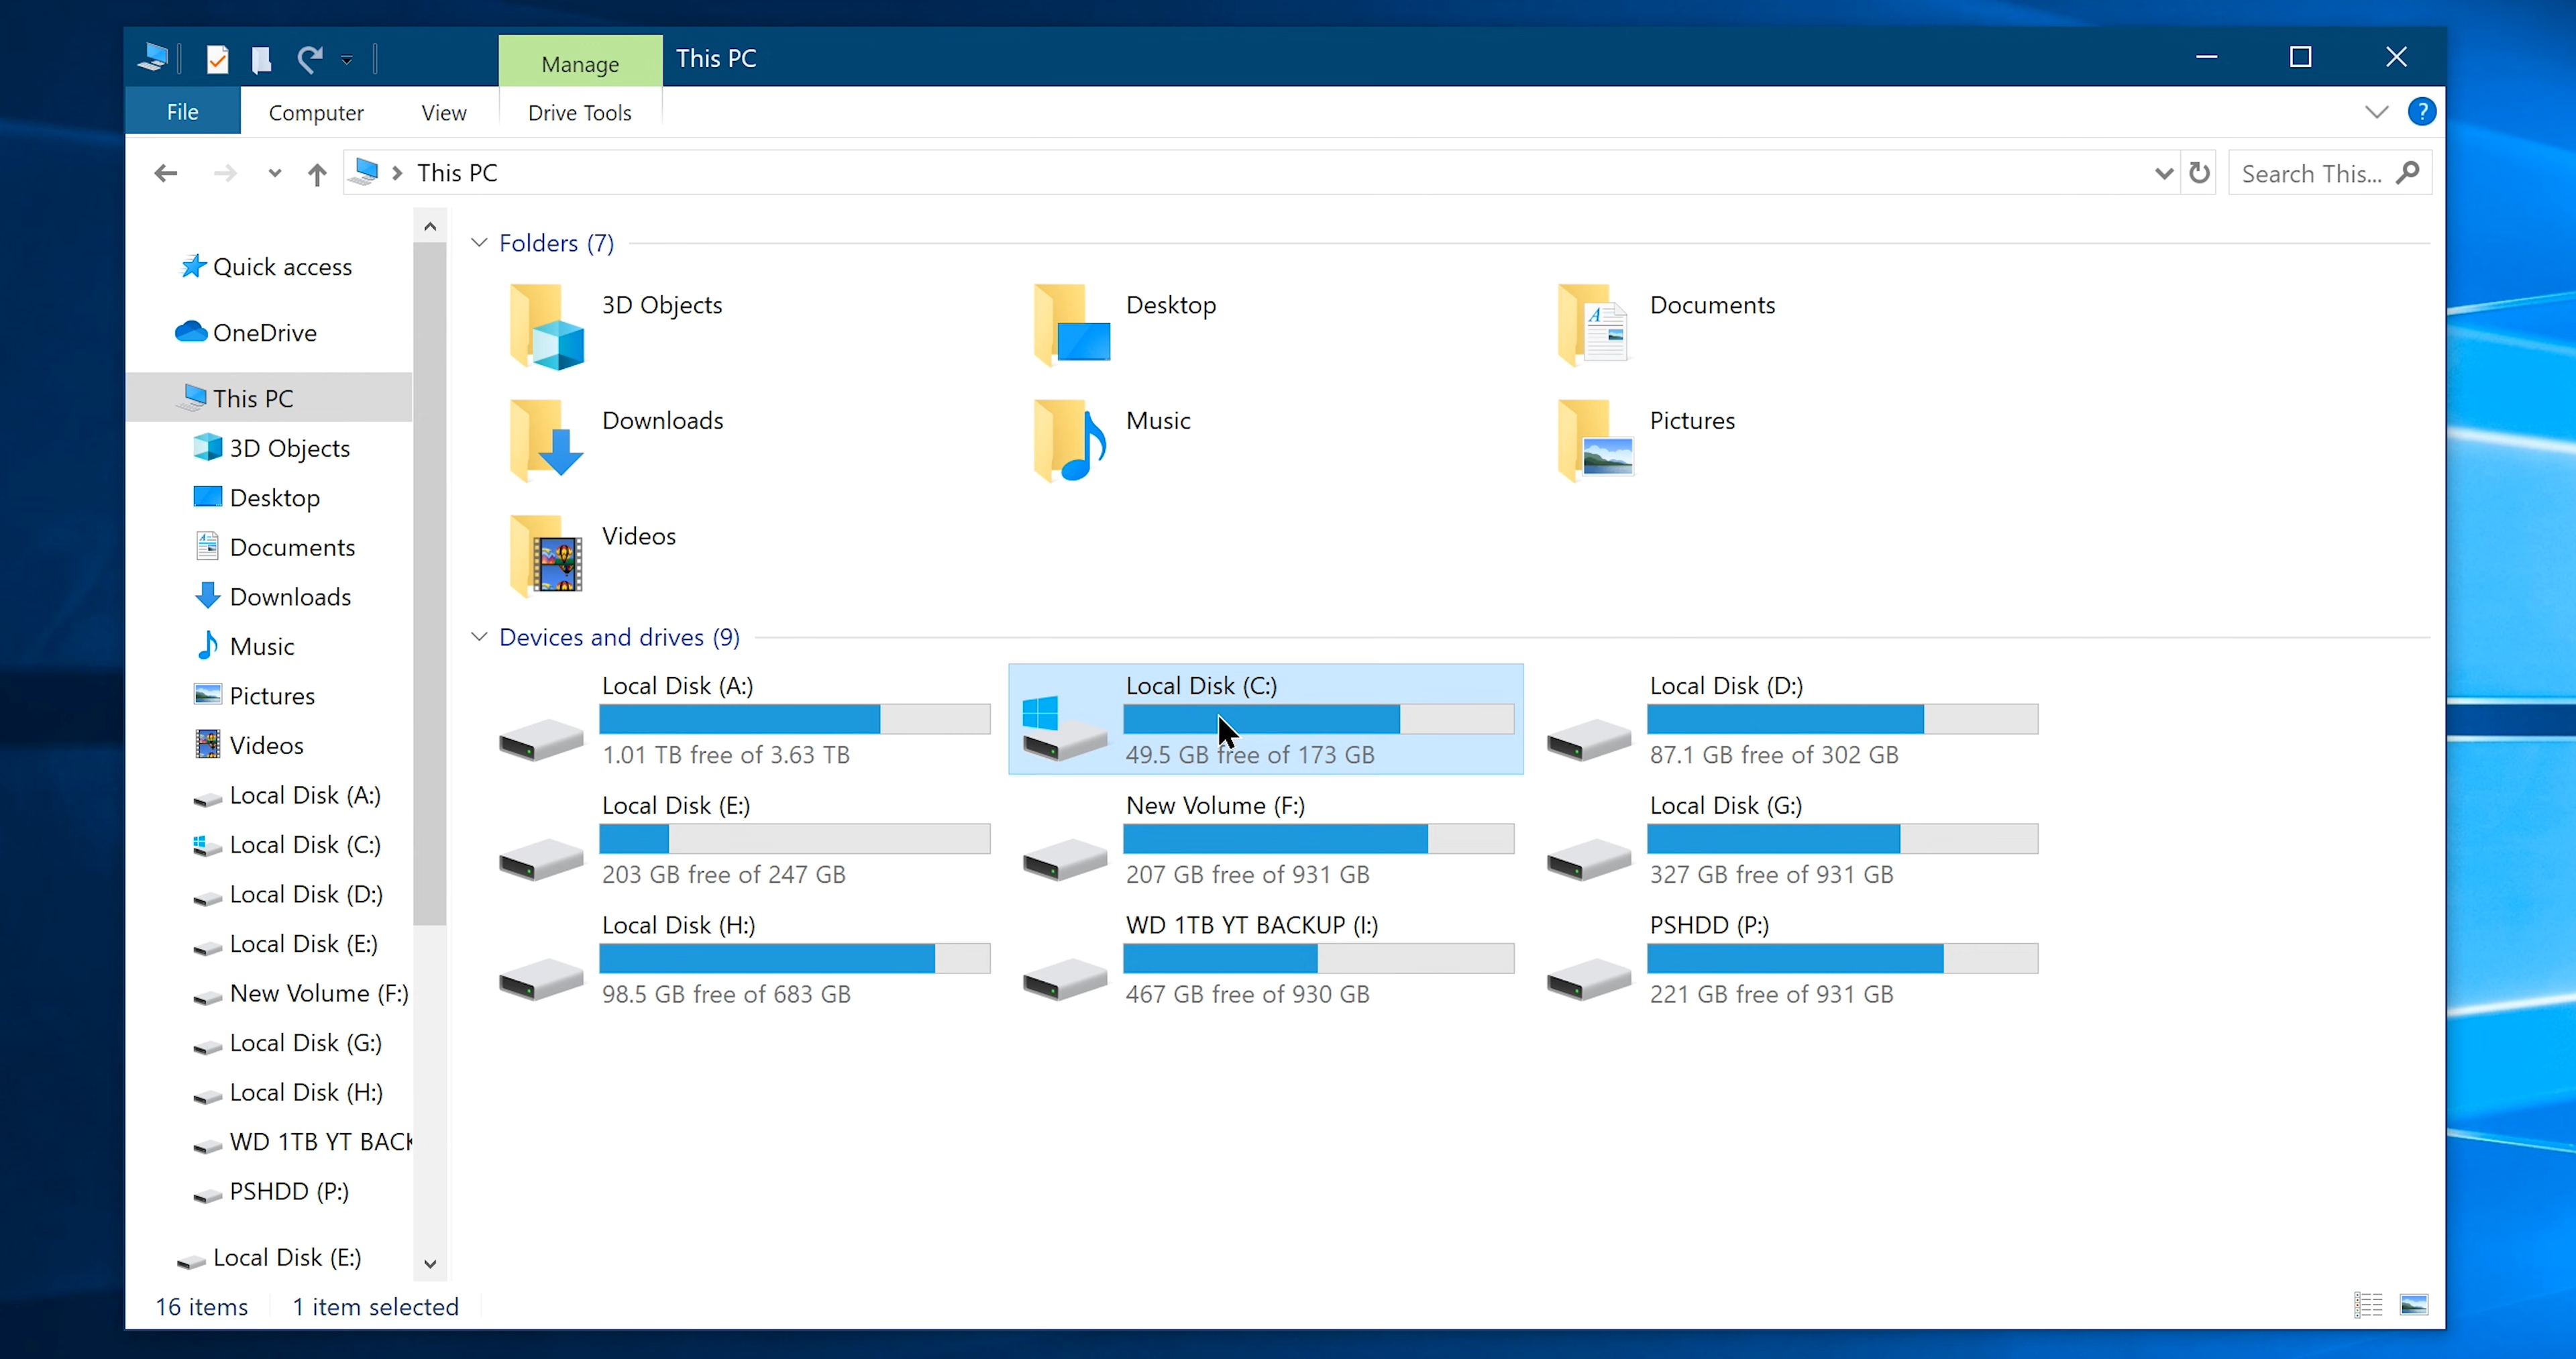 Manage
This PC
File
Computer
View
Drive Tools
?
This PC
Search This...
Quick access
OneDrive
This PC
3D Objects
Desktop
Documents
Downloads
Music
Pictures
Videos
Local Disk (A:)
Local Disk (C:)
Local Disk (D:)
Local Disk (E:)
New Volume (F:)
Local Disk (G:)
Local Disk (H:)
WD 1TB YT BACK
PSHDD (P:)
Local Disk (E:)
Folders (7)
3D Objects
Desktop
Documents
Downloads
Music
Pictures
Videos
Devices and drives (9)
Local Disk (A:)
1.01 TB free of 3.63 TB
Local Disk (C:)
49.5 GB free of 173 GB
Local Disk (D:)
87.1 GB free of 302 GB
Local Disk (E:)
203 GB free of 247 GB
New Volume (F:)
207 GB free of 931 GB
Local Disk (G:)
327 GB free of 931 GB
Local Disk (H:)
98.5 GB free of 683 GB
WD 1TB YT BACKUP (I:)
467 GB free of 930 GB
PSHDD (P:)
221 GB free of 931 GB
16 items
1 item selected